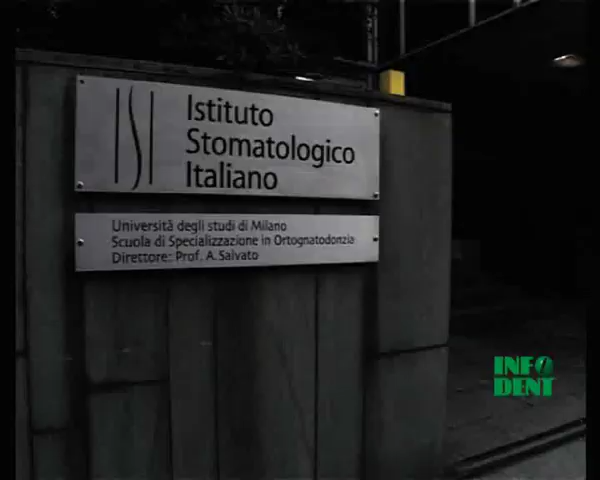 ISI
Istituto
Stomatologico
Italiano
Università degli studi di Milano
Scuola di Specializzazione in Ortognatodonzia
Direttore: Prof. A. Salvato
INFO
DENT